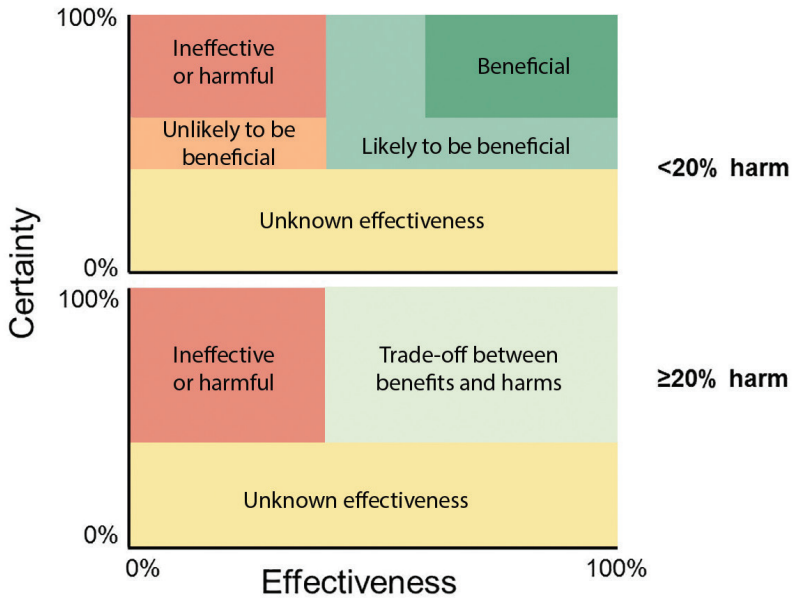 100%
Ineffective
or harmful
Beneficial
Unlikely to be
beneficial
Likely to be beneficial
<20% harm
Unknown effectiveness
0%
Certainty
100%
Ineffective
or harmful
Trade-off between
benefits and harms
≥20% harm
Unknown effectiveness
0%
0%
100%
Effectiveness